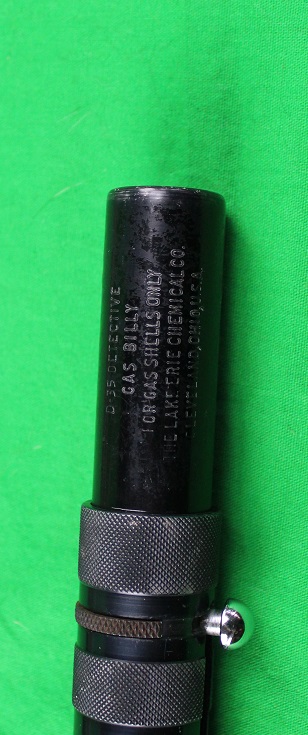 D-35 DETECTIVE
GAS BILLY
FOR GAS SHELLS ONLY
THE LAKE ERIE CHEMICAL CO.
CLEVELAND, OHIO, U.S.A.